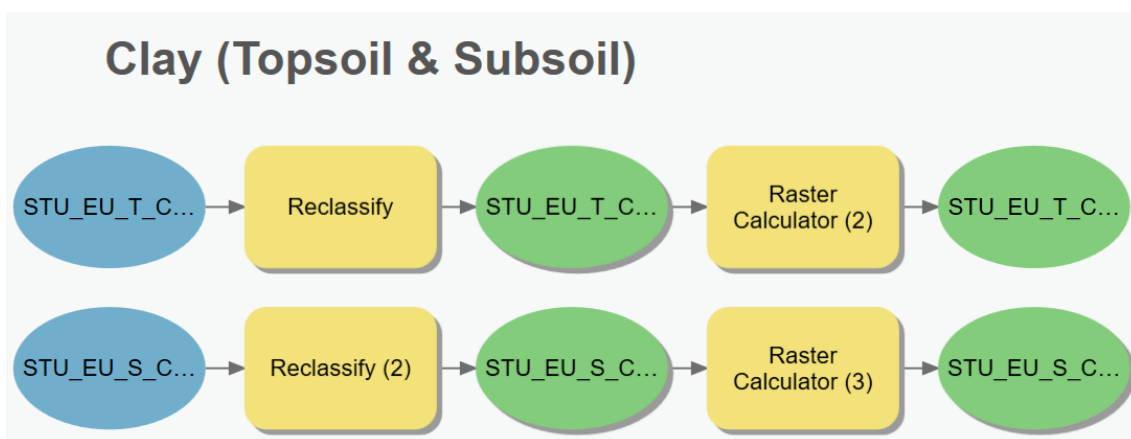 Clay (Topsoil & Subsoil)
STU_EU_T_C...
Reclassify
STU_EU_T_C...
Raster
Calculator (2)
STU_EU_T_C...
STU_EU_S_C...
Reclassify (2)
STU_EU_S_C...
Raster
Calculator (3)
STU_EU_S_C...